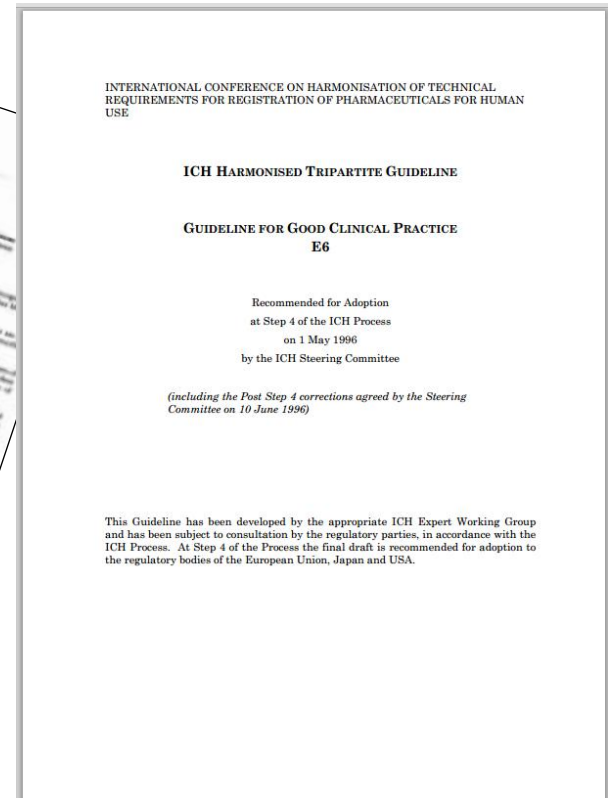 INTERNATIONAL CONFERENCE ON HARMONISATION OF TECHNICAL
REQUIREMENTS FOR REGISTRATION OF PHARMACEUTICALS FOR HUMAN
USE
ICH HARMONISED TRIPARTITE GUIDELINE
GUIDELINE FOR GOOD CLINICAL PRACTICE
E6
Recommended for Adoption
at Step 4 of the ICH Process
on 1 May 1996
by the ICH Steering Committee
(including the Post Step 4 corrections agreed by the Steering
Committee on 10 June 1996)
This Guideline has been developed by the appropriate ICH Expert Working Group
and has been subject to consultation by the regulatory parties, in accordance with the
ICH Process. At Step 4 of the Process the final draft is recommended for adoption to
the regulatory bodies of the European Union, Japan and USA.